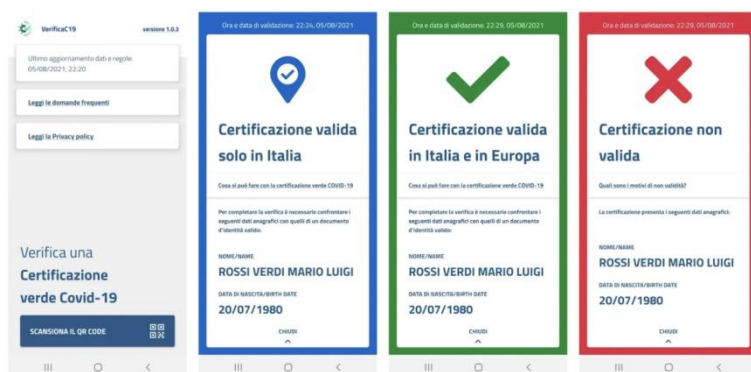 VerificaC19
versione 1.0.3
Ultimo aggiornamento dati e regole:
05/08/2021, 22:20
Leggi le domande frequenti
Leggi la Privacy policy
Verifica una
Certificazione
verde Covid-19
SCANSIONA IL QR CODE
Ora e data di validazione: 22:24, 05/08/2021
Certificazione valida
solo in Italia
Cosa si può fare con la certificazione verde COVID-19
Per completare la verifica è necessario confrontare i
seguenti dati anagrafici con quelli di un documento
d'identità valido:
NOME/NAME
ROSSI VERDI MARIO LUIGI
DATA DI NASCITA/BIRTH DATE
20/07/1980
CHIUDI
Ora e data di validazione: 22:29, 05/08/2021
Certificazione valida
in Italia e in Europa
Cosa si può fare con la certificazione verde COVID-19
Per completare la verifica è necessario confrontare i
seguenti dati anagrafici con quelli di un documento
d'identità valido:
NOME/NAME
ROSSI VERDI MARIO LUIGI
DATA DI NASCITA/BIRTH DATE
20/07/1980
CHIUDI
Ora e data di validazione: 22:29, 05/08/2021
Certificazione non
valida
Quali sono i motivi di non validità?
La certificazione presenta i seguenti dati anagrafici:
NOME/NAME
ROSSI VERDI MARIO LUIGI
DATA DI NASCITA/BIRTH DATE
20/07/1980
CHIUDI